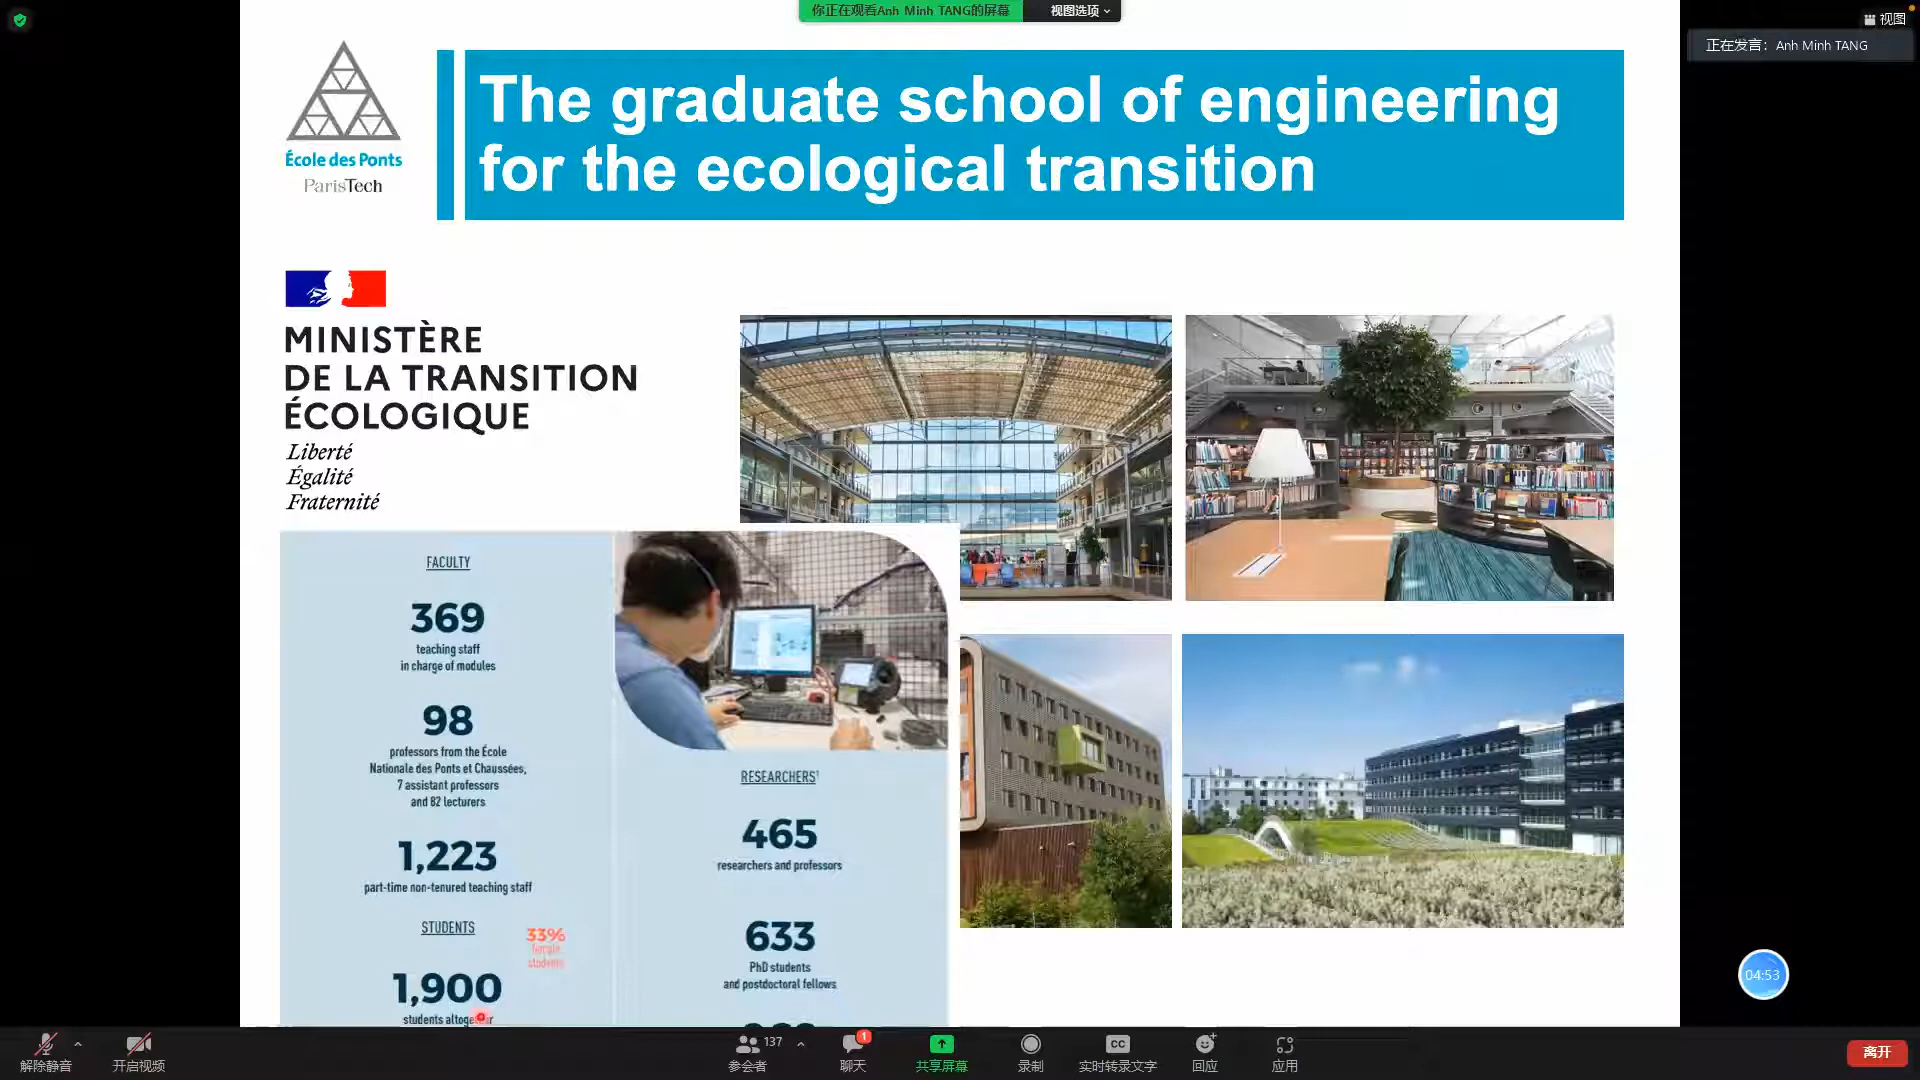 你正在观看Anh Minh TANG的屏幕
视图选项
视图
正在发言: Anh Minh TANG
École des Ponts
ParisTech
The graduate school of engineering
for the ecological transition
MINISTÈRE
DE LA TRANSITION
ÉCOLOGIQUE
Liberté
Égalité
Fraternité
FACULTY
369
teaching staff
in charge of modules
98
professors from the École
Nationale des Ponts et Chaussées,
7 assistant professors
and 82 lecturers
1,223
part-time non-tenured teaching staff
STUDENTS
33%
female
students
1,900
students altogether
RESEARCHERS¹
465
researchers and professors
633
PhD students
and postdoctoral fellows
04:53
解除静音
开启视频
137
参会者
1
聊天
共享屏幕
录制
CC
实时转录文字
回应
应用
离开